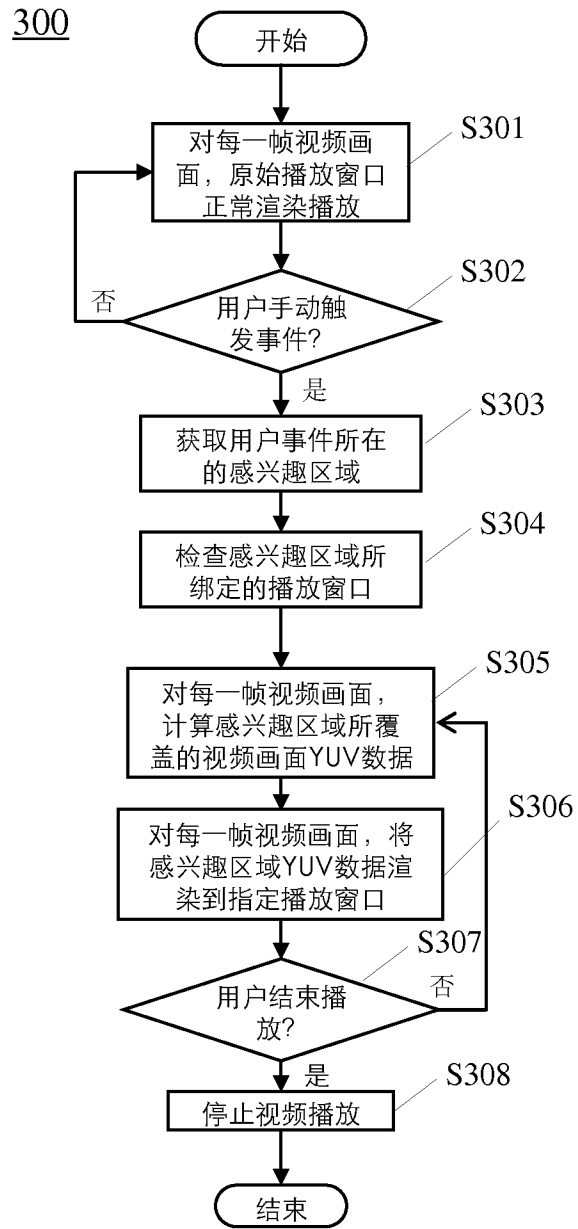 300
开始
对每一帧视频画
面，原始播放窗口
正常渲染播放
S301
用户手动触
发事件?
S302
否
是
获取用户事件所在
的感兴趣区域
S303
检查感兴趣区域所
绑定的播放窗口
S304
对每一帧视频画面，
计算感兴趣区域所覆
盖的视频画面YUV数据
S305
对每一帧视频画面，将
感兴趣区域YUV数据渲
染到指定播放窗口
S306
用户结束播
放?
S307
否
是
停止视频播放
S308
结束